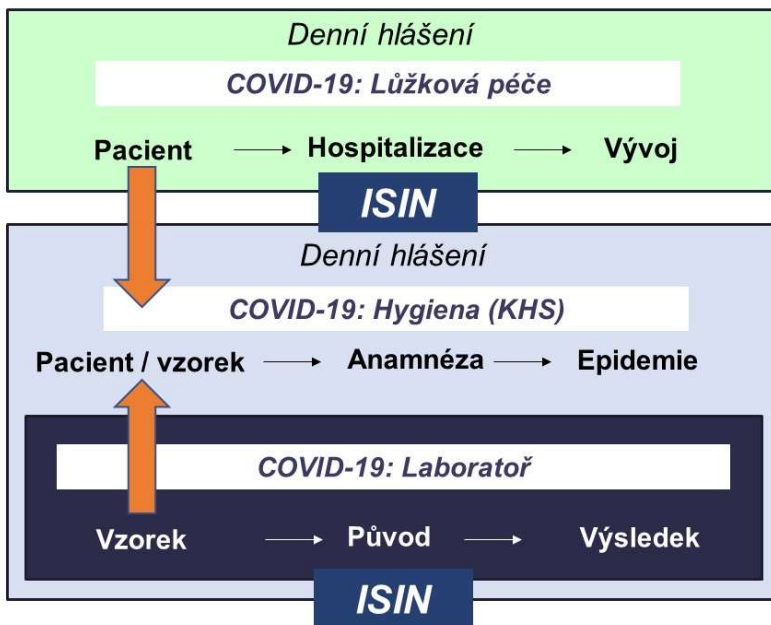 Denní hlášení
COVID-19: Lůžková péče
Pacient Hospitalizace Vývoj
ISIN
Denní hlášení
COVID-19: Hygiena (KHS)
Pacient / vzorek Anamnéza Epidemie
COVID-19: Laboratoř
Vzorek Původ Výsledek
ISIN